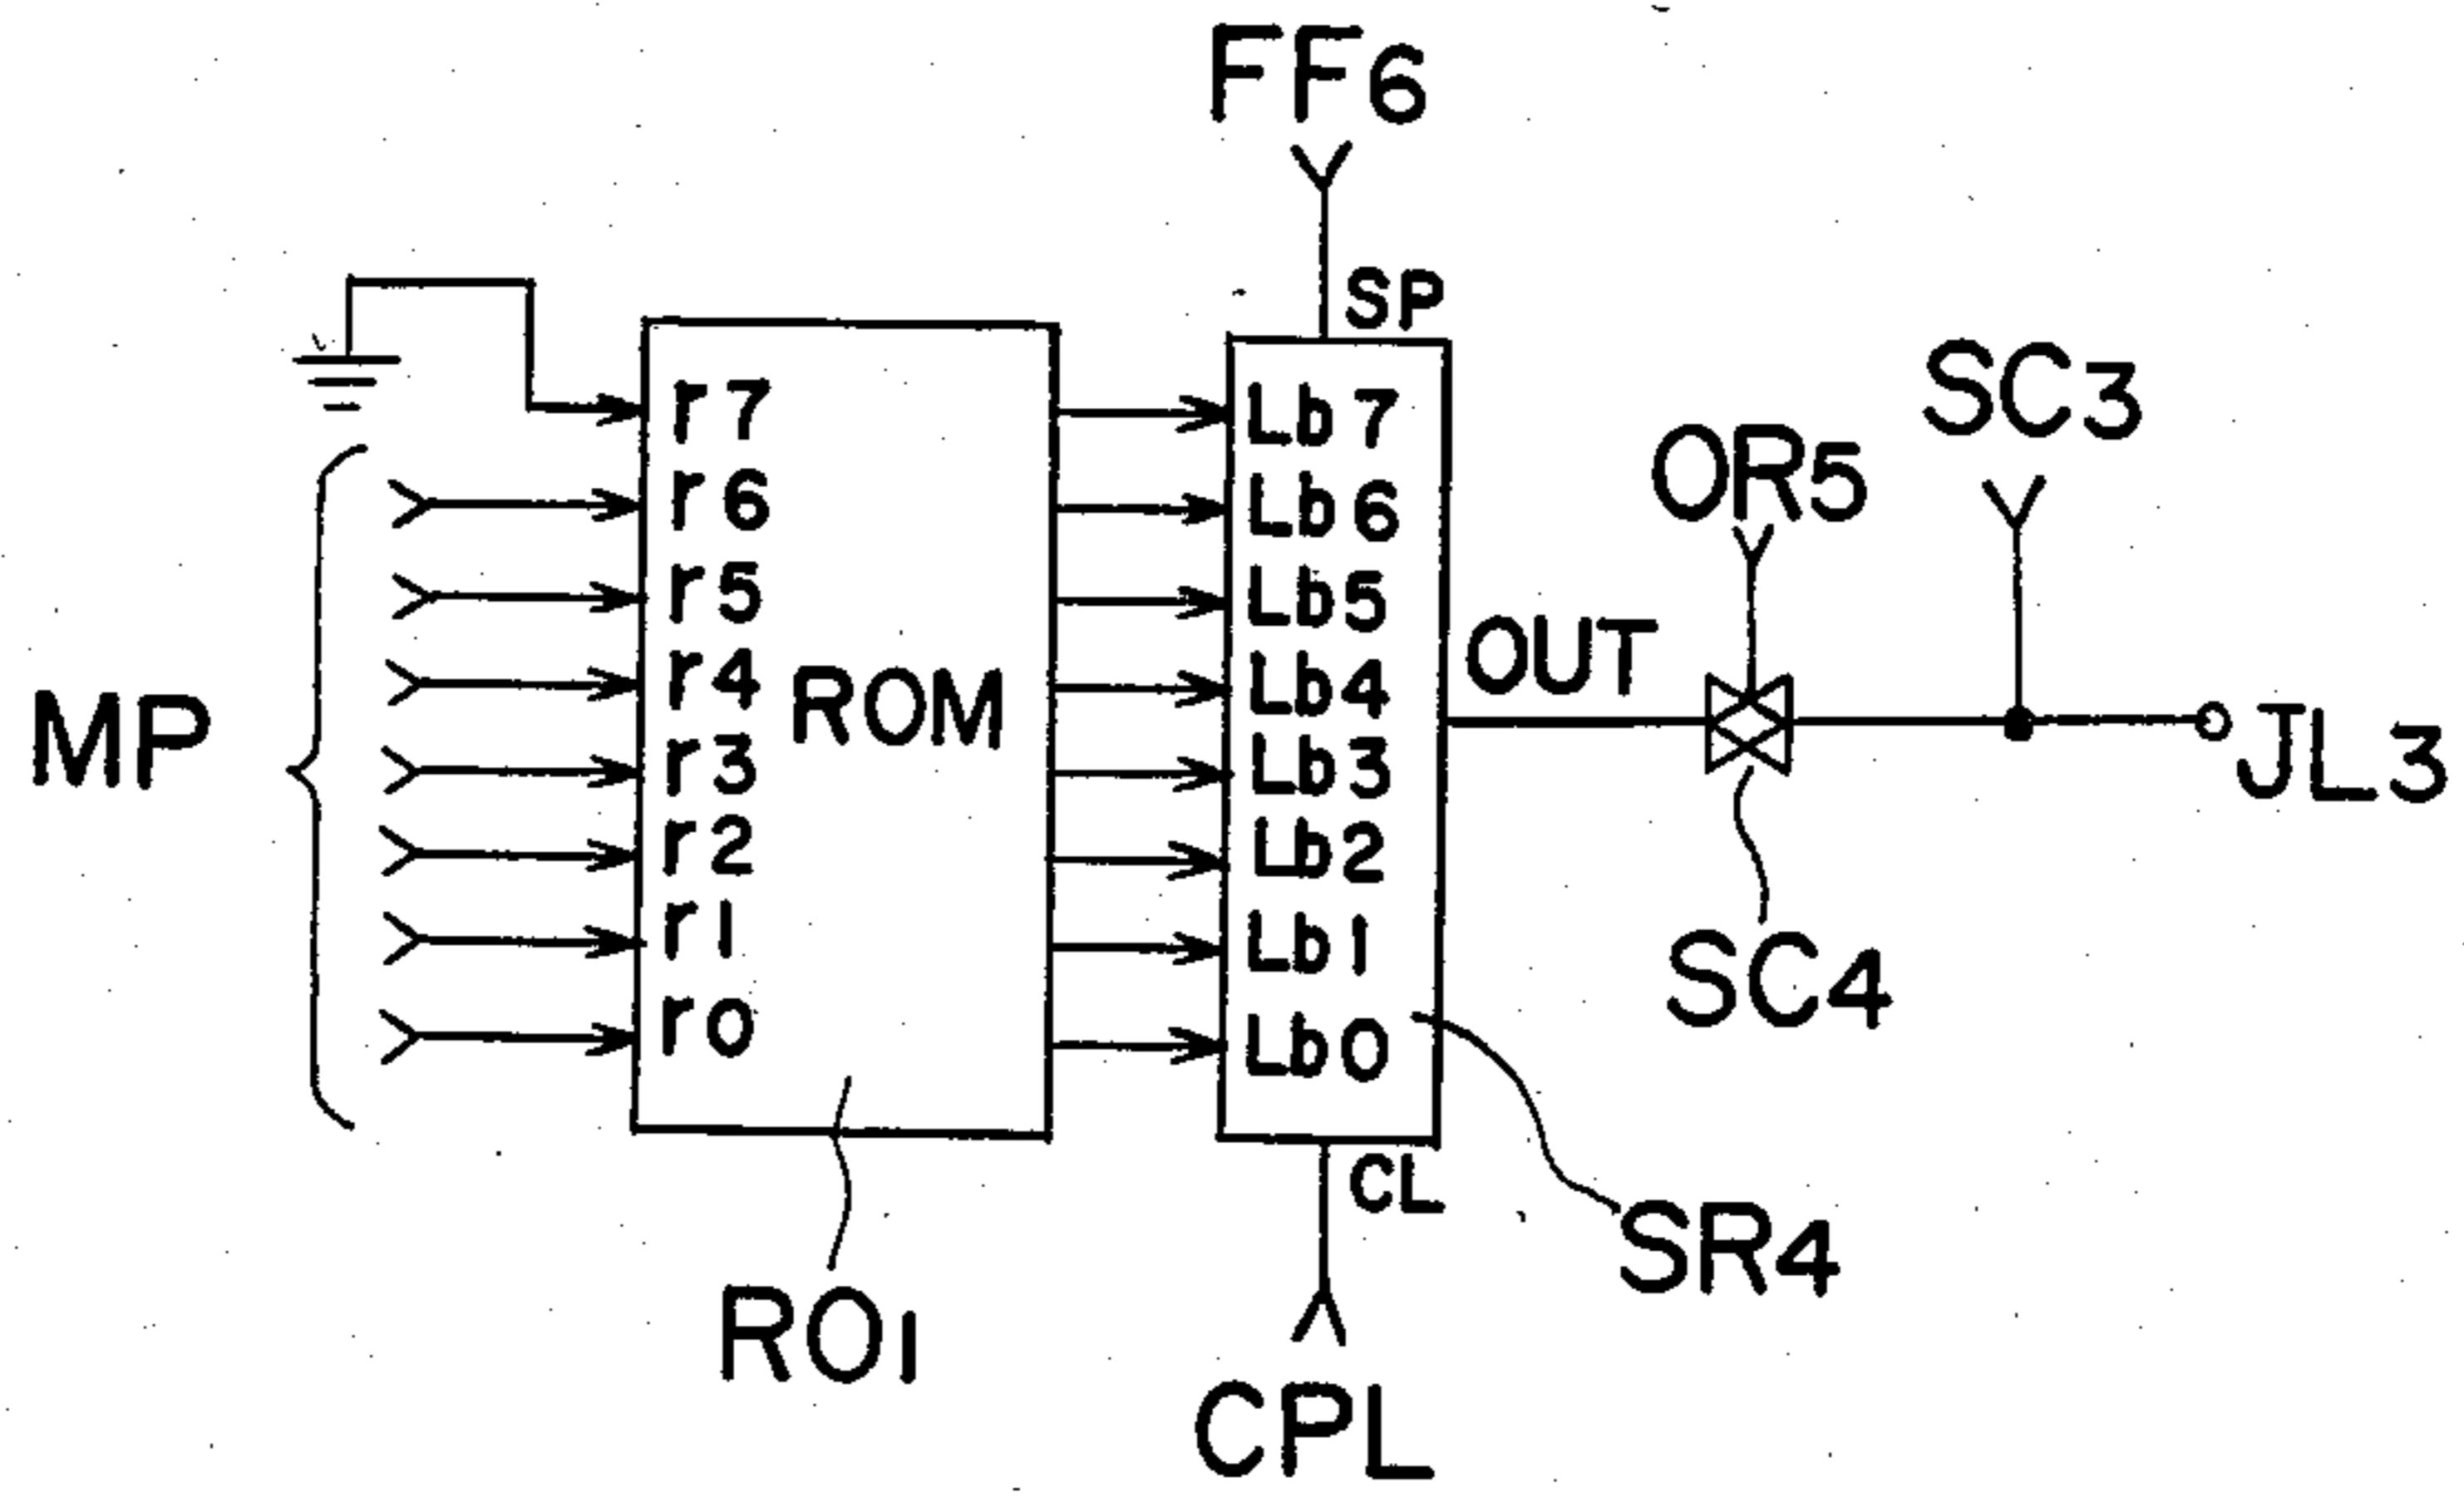 FF6
SP
SC3
OR5
r7
Lb7
r6
Lb6
r5
Lb5
OUT
MP
r4
ROM
Lb4
JL3
r3
Lb3
r2
Lb2
r1
Lb1
SC4
r0
Lb0
CL
SR4
RO1
CPL